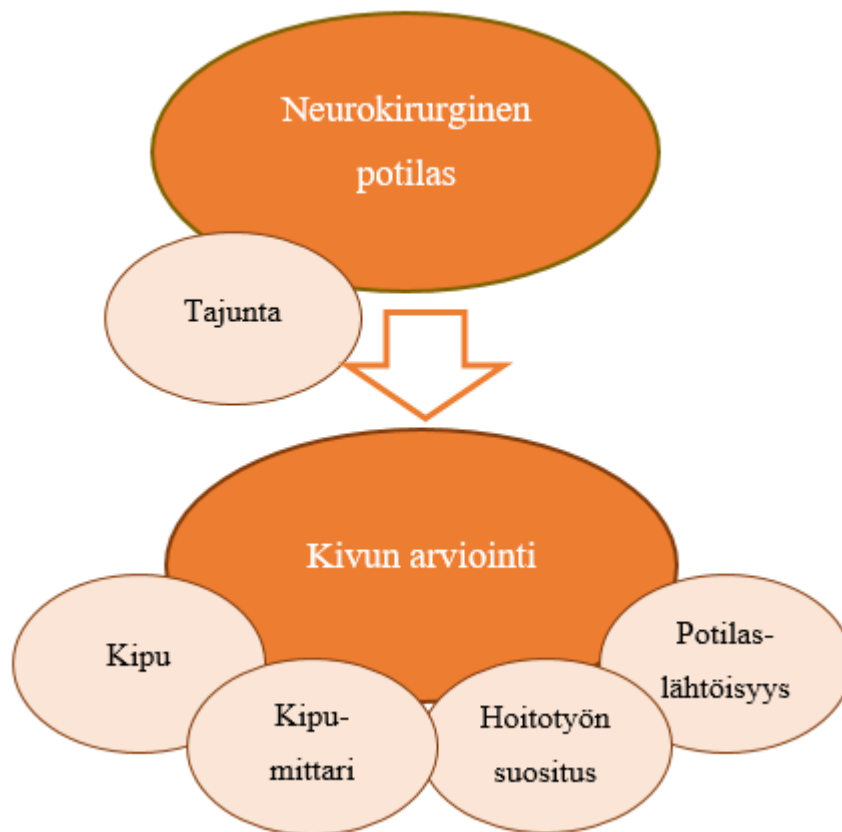 Neurokirurginen
potilas
Tajunta
Kivun arviointi
Kipu
Kipu-
mittari
Hoitotyön
suositus
Potilas-
lähtöisyys